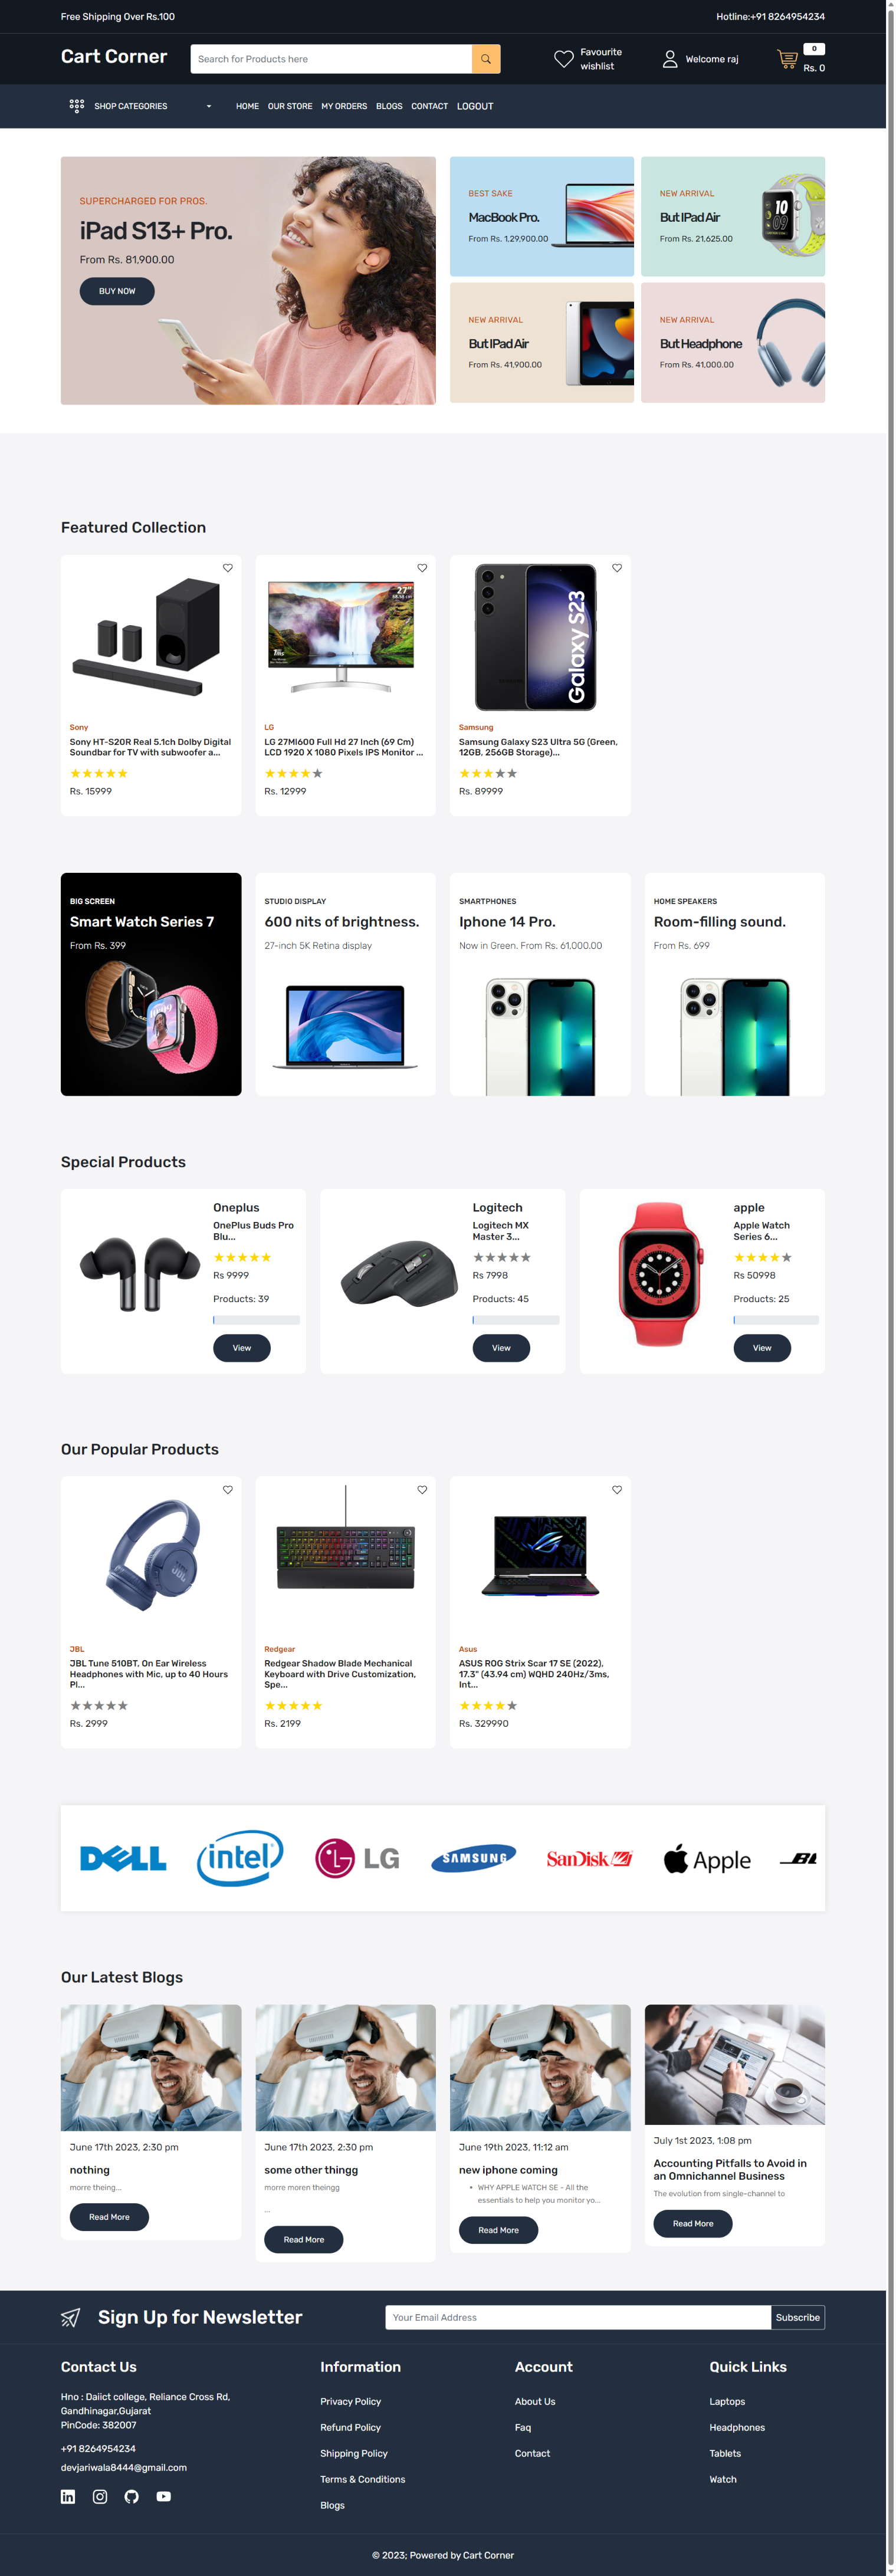 Free Shipping Over Rs.100
Hotline:+91 8264954234
Cart Corner
Search for Products here
Favourite
wishlist
Welcome raj
0
Rs. 0
SHOP CATEGORIES
HOME OUR STORE MY ORDERS BLOGS CONTACT LOGOUT
SUPERCHARGED FOR PROS.
iPad S13+ Pro.
From Rs. 81,900.00
BUY NOW
BEST SAKE
MacBook Pro.
From Rs. 1,29,900.00
NEW ARRIVAL
But IPad Air
From Rs. 21,625.00
10
09
NEW ARRIVAL
But IPad Air
From Rs. 41,900.00
NEW ARRIVAL
But Headphone
From Rs. 41,000.00
Featured Collection
27"
Galaxy S23
Sony
Sony HT-S20R Real 5.1ch Dolby Digital
Soundbar for TV with subwoofer a...
Rs. 15999
LG
LG 27Ml600 Full Hd 27 Inch (69 Cm)
LCD 1920 X 1080 Pixels IPS Monitor ...
Rs. 12999
Samsung
Samsung Galaxy S23 Ultra 5G (Green,
12GB, 256GB Storage)...
Rs. 89999
BIG SCREEN
Smart Watch Series 7
From Rs. 399
STUDIO DISPLAY
600 nits of brightness.
27-inch 5K Retina display
SMARTPHONES
Iphone 14 Pro.
Now in Green. From Rs. 61,000.00
HOME SPEAKERS
Room-filling sound.
From Rs. 699
Special Products
Oneplus
OnePlus Buds Pro
Blu...
Rs 9999
Products: 39
View
Logitech
Logitech MX
Master 3...
Rs 7998
Products: 45
View
apple
Apple Watch
Series 6...
Rs 50998
Products: 25
View
Our Popular Products
JBL
JBL
JBL Tune 510BT, On Ear Wireless
Headphones with Mic, up to 40 Hours
Pl...
Rs. 2999
Redgear
Redgear Shadow Blade Mechanical
Keyboard with Drive Customization,
Spe...
Rs. 2199
Asus
ASUS ROG Strix Scar 17 SE (2022),
17.3" (43.94 cm) WQHD 240Hz/3ms,
Int...
Rs. 329990
DELL
intel
LG
SAMSUNG
SanDisk
Apple
Our Latest Blogs
June 17th 2023, 2:30 pm
nothing
morre theing...
Read More
June 17th 2023, 2:30 pm
some other thingg
morre moren theingg
...
Read More
June 19th 2023, 11:12 am
new iphone coming
• WHY APPLE WATCH SE - All the
essentials to help you monitor yo...
Read More
July 1st 2023, 1:08 pm
Accounting Pitfalls to Avoid in
an Omnichannel Business
The evolution from single-channel to
Read More
Sign Up for Newsletter
Your Email Address
Subscribe
Contact Us
Hno : Daiict college, Reliance Cross Rd,
Gandhinagar,Gujarat
PinCode: 382007
+91 8264954234
devjariwala8444@gmail.com
Information
Privacy Policy
Refund Policy
Shipping Policy
Terms & Conditions
Blogs
Account
About Us
Faq
Contact
Quick Links
Laptops
Headphones
Tablets
Watch
© 2023; Powered by Cart Corner